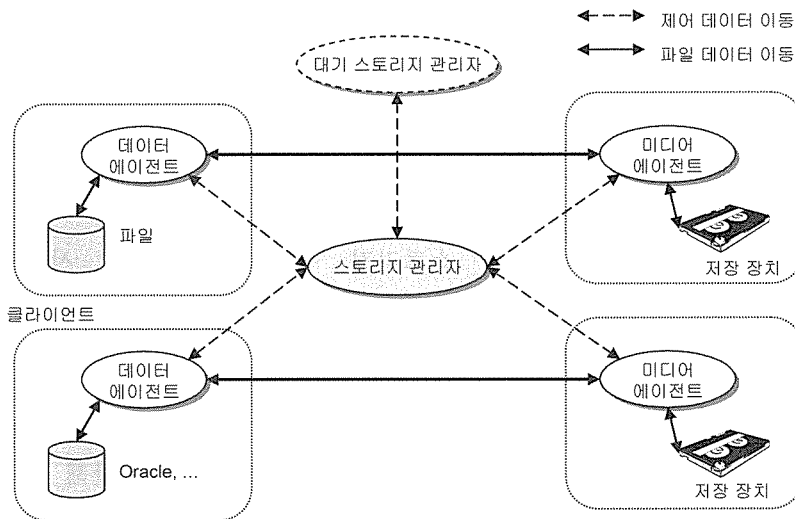 제어 데이터 이동
파일 데이터 이동
대기 스토리지 관리자
데이터
에이전트
미디어
에이전트
파일
스토리지 관리자
저장 장치
클라이언트
데이터
에이전트
미디어
에이전트
Oracle, ...
저장 장치